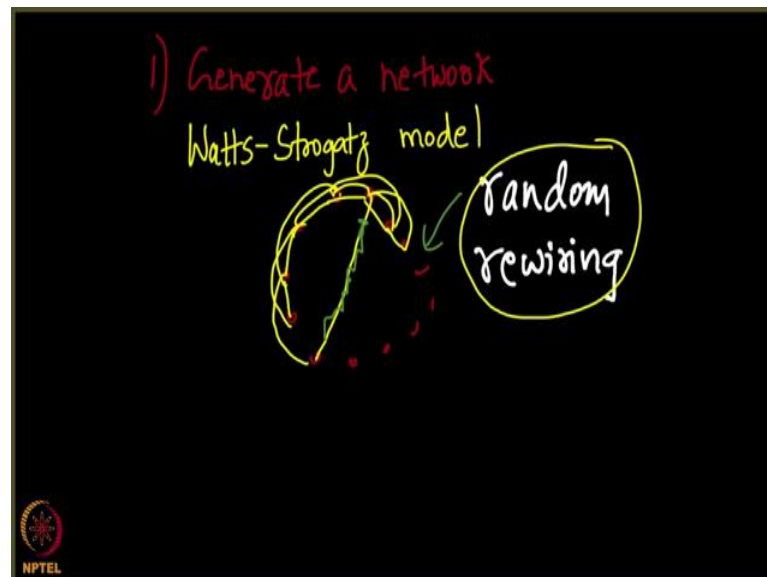 1) Generate a network
Watts-Strogatz model
random
rewiring
NPTEL